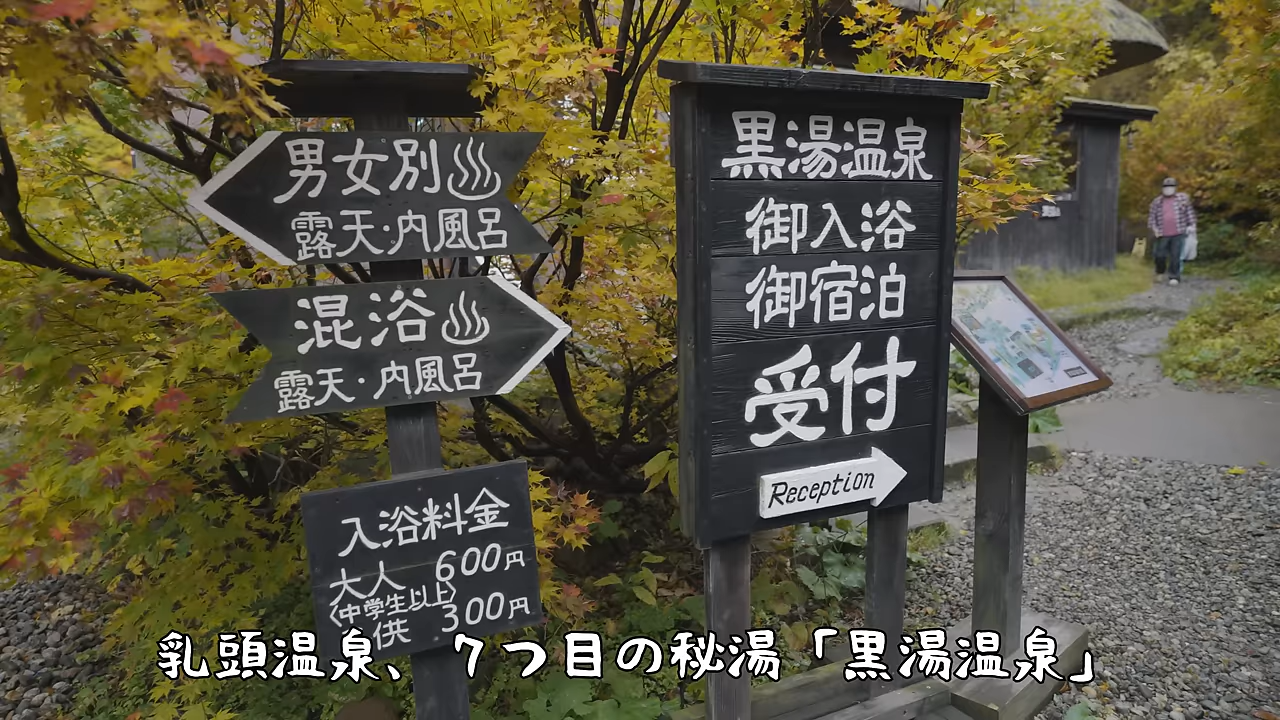 男女別♨
露天・内風呂
混浴♨
露天・内風呂
入浴料金
大人 600円
〈中学生以上〉
供 300円
黒湯温泉
御入浴
御宿泊
受付
Reception
乳頭温泉、7つ目の秘湯「黒湯温泉」